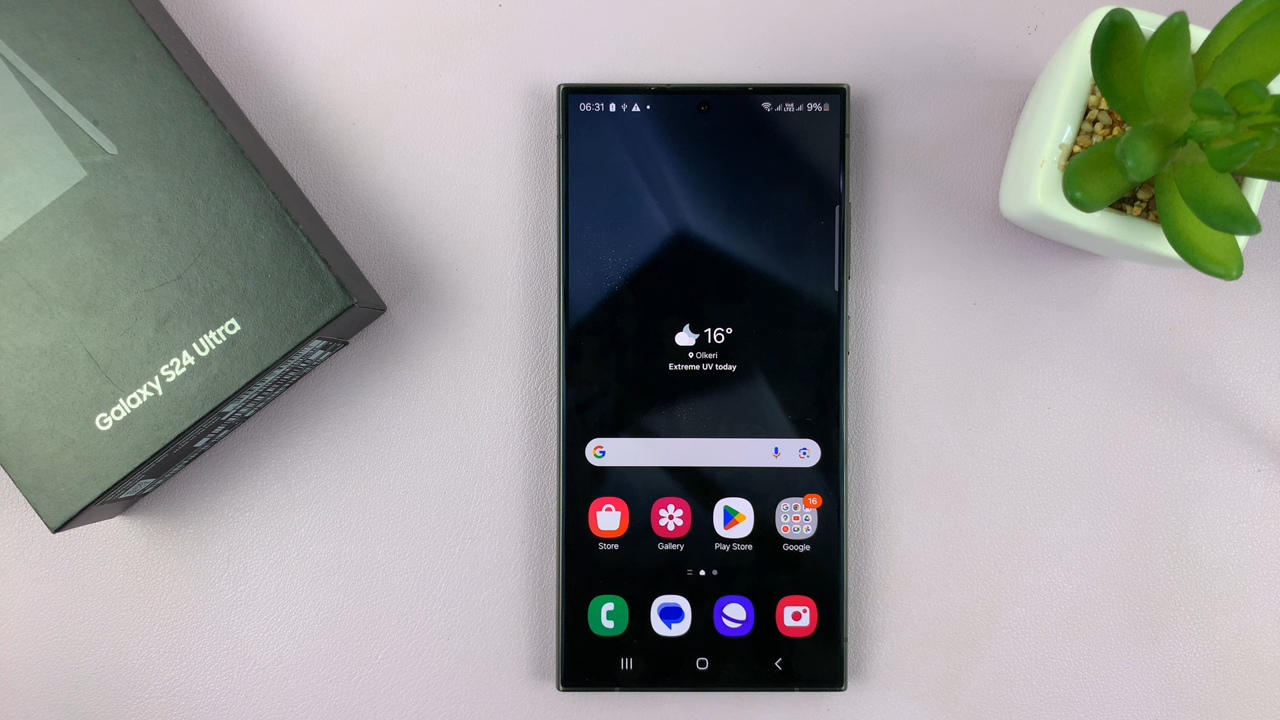 Galaxy S24 Ultra
06:31
9%
16°
Olkeri
Extreme UV today
16
Store
Gallery
Play Store
Google